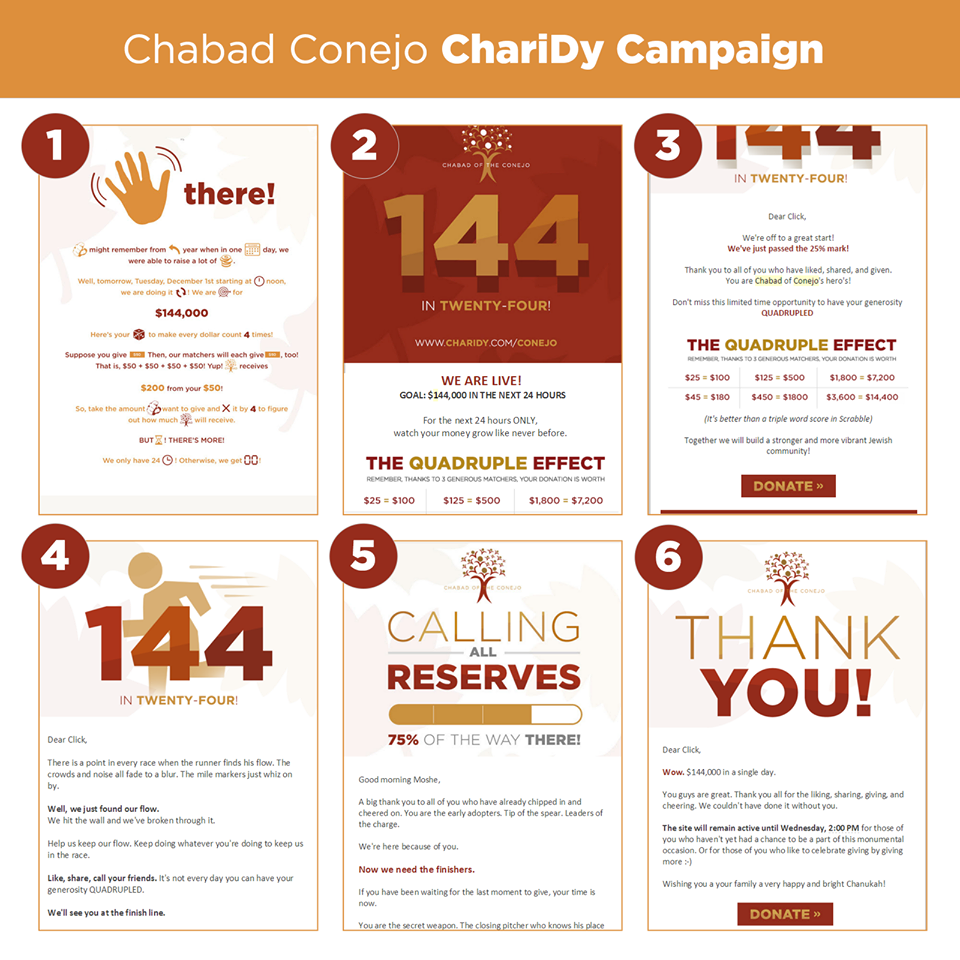 Chabad Conejo ChariDy Campaign
1
there!
might remember from year when in one day, we
were able to raise a lot of .
Well, tomorrow, Tuesday, December 1st starting at noon,
we are doing it ! We are for
$144,000
Here's your to make every dollar count 4 times!
Suppose you give Then, our matchers will each give , too!
That is, $50 + $50 + $50 + $50! Yup! receives
$200 from your $50!
So, take the amount want to give and X it by 4 to figure
out how much will receive.
BUT ! THERE'S MORE!
We only have 24 ! Otherwise, we get !
2
CHABAD OF THE CONEJO
144
IN TWENTY-FOUR!
WWW.CHARIDY.COM/CONEJO
WE ARE LIVE!
GOAL: $144,000 IN THE NEXT 24 HOURS
For the next 24 hours ONLY,
watch your money grow like never before.
THE QUADRUPLE EFFECT
REMEMBER, THANKS TO 3 GENEROUS MATCHERS, YOUR DONATION IS WORTH
$25 = $100 $125 = $500 $1,800 = $7,200
3
144
IN TWENTY-FOUR!
Dear Click,
We're off to a great start!
We've just passed the 25% mark!
Thank you to all of you who have liked, shared, and given.
You are Chabad of Conejo's hero's!
Don't miss this limited time opportunity to have your generosity
QUADRUPLED
THE QUADRUPLE EFFECT
REMEMBER, THANKS TO 3 GENEROUS MATCHERS, YOUR DONATION IS WORTH
$25 = $100 $125 = $500 $1,800 = $7,200
$45 = $180 $450 = $1800 $3,600 = $14,400
(It's better than a triple word score in Scrabble)
Together we will build a stronger and more vibrant Jewish
community!
DONATE »
4
144
IN TWENTY-FOUR!
Dear Click,
There is a point in every race when the runner finds his flow. The
crowds and noise all fade to a blur. The mile markers just whiz on
by.
Well, we just found our flow.
We hit the wall and we've broken through it.
Help us keep our flow. Keep doing whatever you're doing to keep us
in the race.
Like, share, call your friends. It's not every day you can have your
generosity QUADRUPLED.
We'll see you at the finish line.
5
CHABAD OF THE CONEJO
CALLING
ALL
RESERVES
75% OF THE WAY THERE!
Good morning Moshe,
A big thank you to all of you who have already chipped in and
cheered on. You are the early adopters. Tip of the spear. Leaders of
the charge.
We're here because of you.
Now we need the finishers.
If you have been waiting for the last moment to give, your time is
now.
You are the secret weapon. The closing pitcher who knows his place
6
CHABAD OF THE CONEJO
THANK
YOU!
Dear Click,
Wow. $144,000 in a single day.
You guys are great. Thank you all for the liking, sharing, giving, and
cheering. We couldn't have done it without you.
The site will remain active until Wednesday, 2:00 PM for those of
you who haven't yet had a chance to be a part of this monumental
occasion. Or for those of you who like to celebrate giving by giving
more :-)
Wishing you a your family a very happy and bright Chanukah!
DONATE »